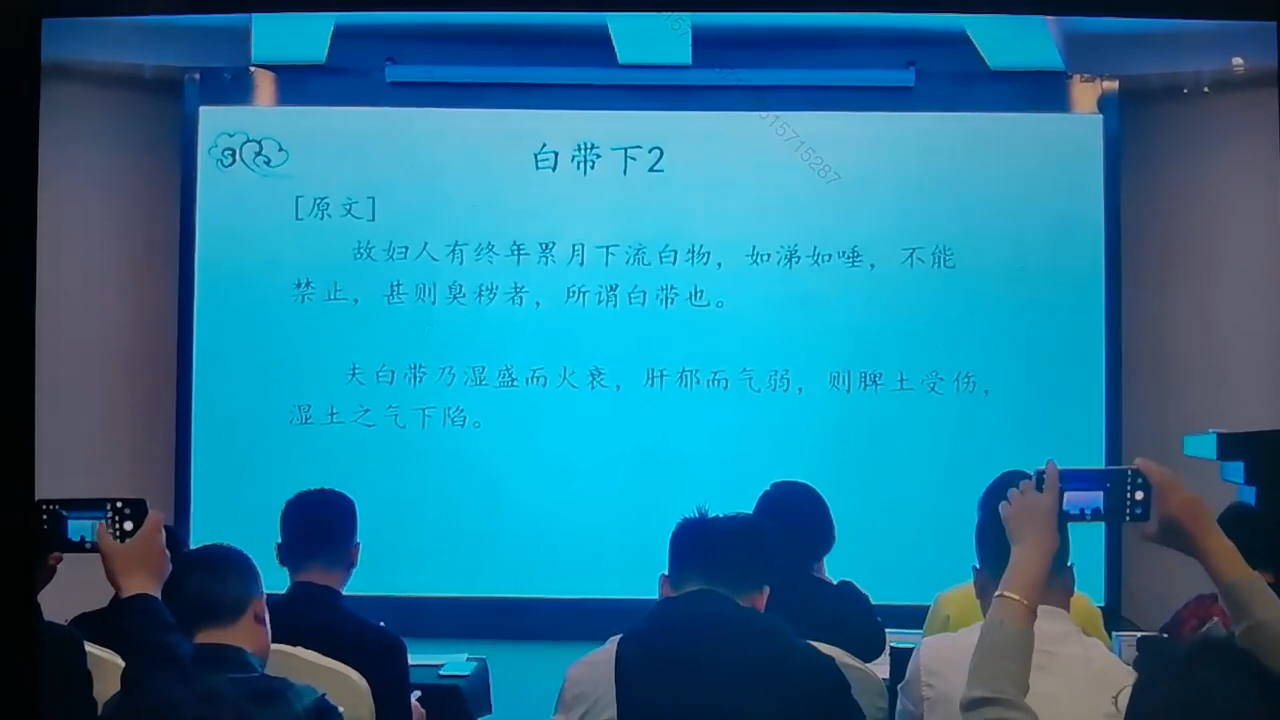 白带下2
[原文]
故妇人有终年累月下流白物，如涕如唾，不能
禁止，甚则臭秽者，所谓白带也。
夫白带乃湿盛而火衰，肝郁而气弱，则脾土受伤，
湿土之气下陷。
515715287